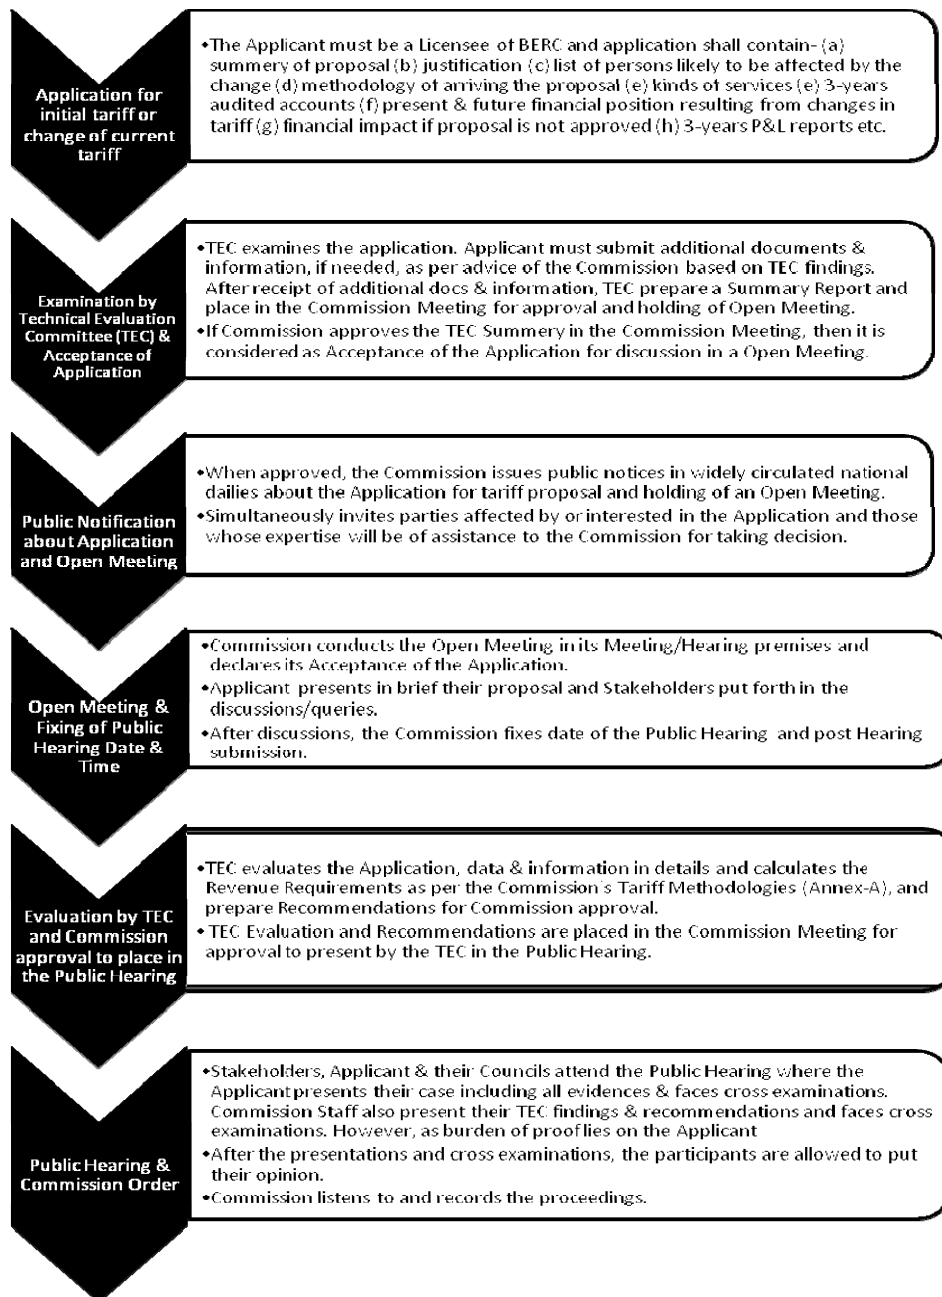 Application for
initial tariff or
change of current
tariff
•The Applicant must be a Licensee of BERC and application shall contain- (a)
summery of proposal (b) justification (c) list of persons likely to be affected by the
change (d) methodology of arriving the proposal (e) kinds of services (e) 3-years
audited accounts (f) present & future financial position resulting from changes in
tariff (g) financial impact if proposal is not approved (h) 3-years P&L reports etc.
Examination by
Technical Evaluation
Committee (TEC) &
Acceptance of
Application
•TEC examines the application. Applicant must submit additional documents &
information, if needed, as per advice of the Commission based on TEC findings.
After receipt of additional docs & information, TEC prepare a Summary Report and
place in the Commission Meeting for approval and holding of Open Meeting.
•If Commission approves the TEC Summery in the Commission Meeting, then it is
considered as Acceptance of the Application for discussion in a Open Meeting.
Public Notification
about Application
and Open Meeting
•When approved, the Commission issues public notices in widely circulated national
dailies about the Application for tariff proposal and holding of an Open Meeting.
•Simultaneously invites parties affected by or interested in the Application and those
whose expertise will be of assistance to the Commission for taking decision.
Open Meeting &
Fixing of Public
Hearing Date &
Time
•Commission conducts the Open Meeting in its Meeting/Hearing premises and
declares its Acceptance of the Application.
•Applicant presents in brief their proposal and Stakeholders put forth in the
discussions/queries.
•After discussions, the Commission fixes date of the Public Hearing and post Hearing
submission.
Evaluation by TEC
and Commission
approval to place in
the Public Hearing
•TEC evaluates the Application, data & information in details and calculates the
Revenue Requirements as per the Commission's Tariff Methodologies (Annex-A), and
prepare Recommendations for Commission approval.
• TEC Evaluation and Recommendations are placed in the Commission Meeting for
approval to present by the TEC in the Public Hearing.
Public Hearing &
Commission Order
•Stakeholders, Applicant & their Councils attend the Public Hearing where the
Applicant presents their case including all evidences & faces cross examinations.
Commission Staff also present their TEC findings & recommendations and faces cross
examinations. However, as burden of proof lies on the Applicant
•After the presentations and cross examinations, the participants are allowed to put
their opinion.
•Commission listens to and records the proceedings.